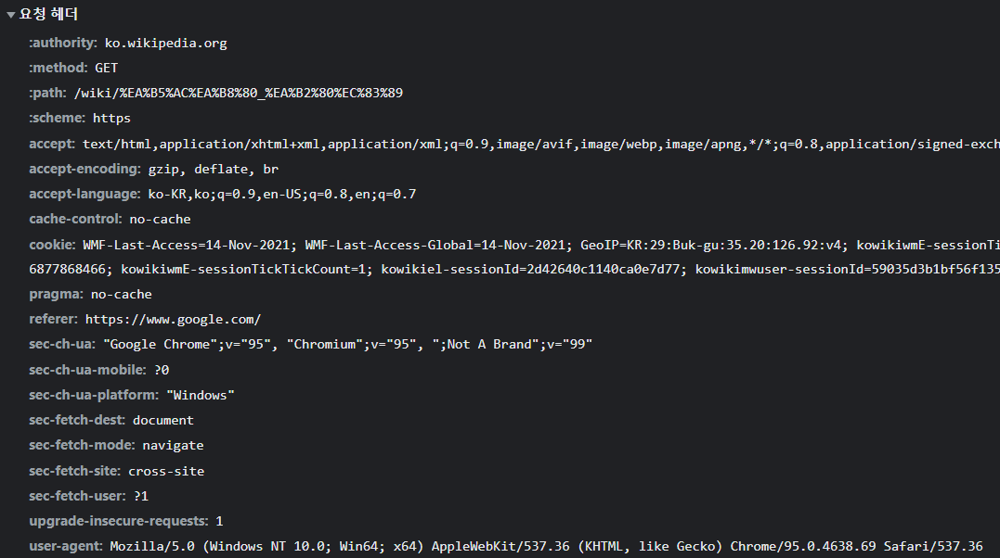 요청 헤더
:authority: ko.wikipedia.org
:method: GET
:path: /wiki/%EA%B5%AC%EA%B8%80_%EA%B2%80%EC%83%89
:scheme: https
accept: text/html,application/xhtml+xml,application/xml;q=0.9,image/avif,image/webp,image/apng,*/*;q=0.8,application/signed-exch
accept-encoding: gzip, deflate, br
accept-language: ko-KR,ko;q=0.9,en-US;q=0.8,en;q=0.7
cache-control: no-cache
cookie: WMF-Last-Access=14-Nov-2021; WMF-Last-Access-Global=14-Nov-2021; GeoIP=KR:29:Buk-gu:35.20:126.92:v4; kowikiwmE-sessionTi
6877868466; kowikiwmE-sessionTickTickCount=1; kowikiel-sessionId=2d42640c1140ca0e7d77; kowikimwuser-sessionId=59035d3b1bf56f135
pragma: no-cache
referer: https://www.google.com/
sec-ch-ua: "Google Chrome";v="95", "Chromium";v="95", ";Not A Brand";v="99"
sec-ch-ua-mobile: ?0
sec-ch-ua-platform: "Windows"
sec-fetch-dest: document
sec-fetch-mode: navigate
sec-fetch-site: cross-site
sec-fetch-user: ?1
upgrade-insecure-requests: 1
user-agent: Mozilla/5.0 (Windows NT 10.0; Win64; x64) AppleWebKit/537.36 (KHTML, like Gecko) Chrome/95.0.4638.69 Safari/537.36